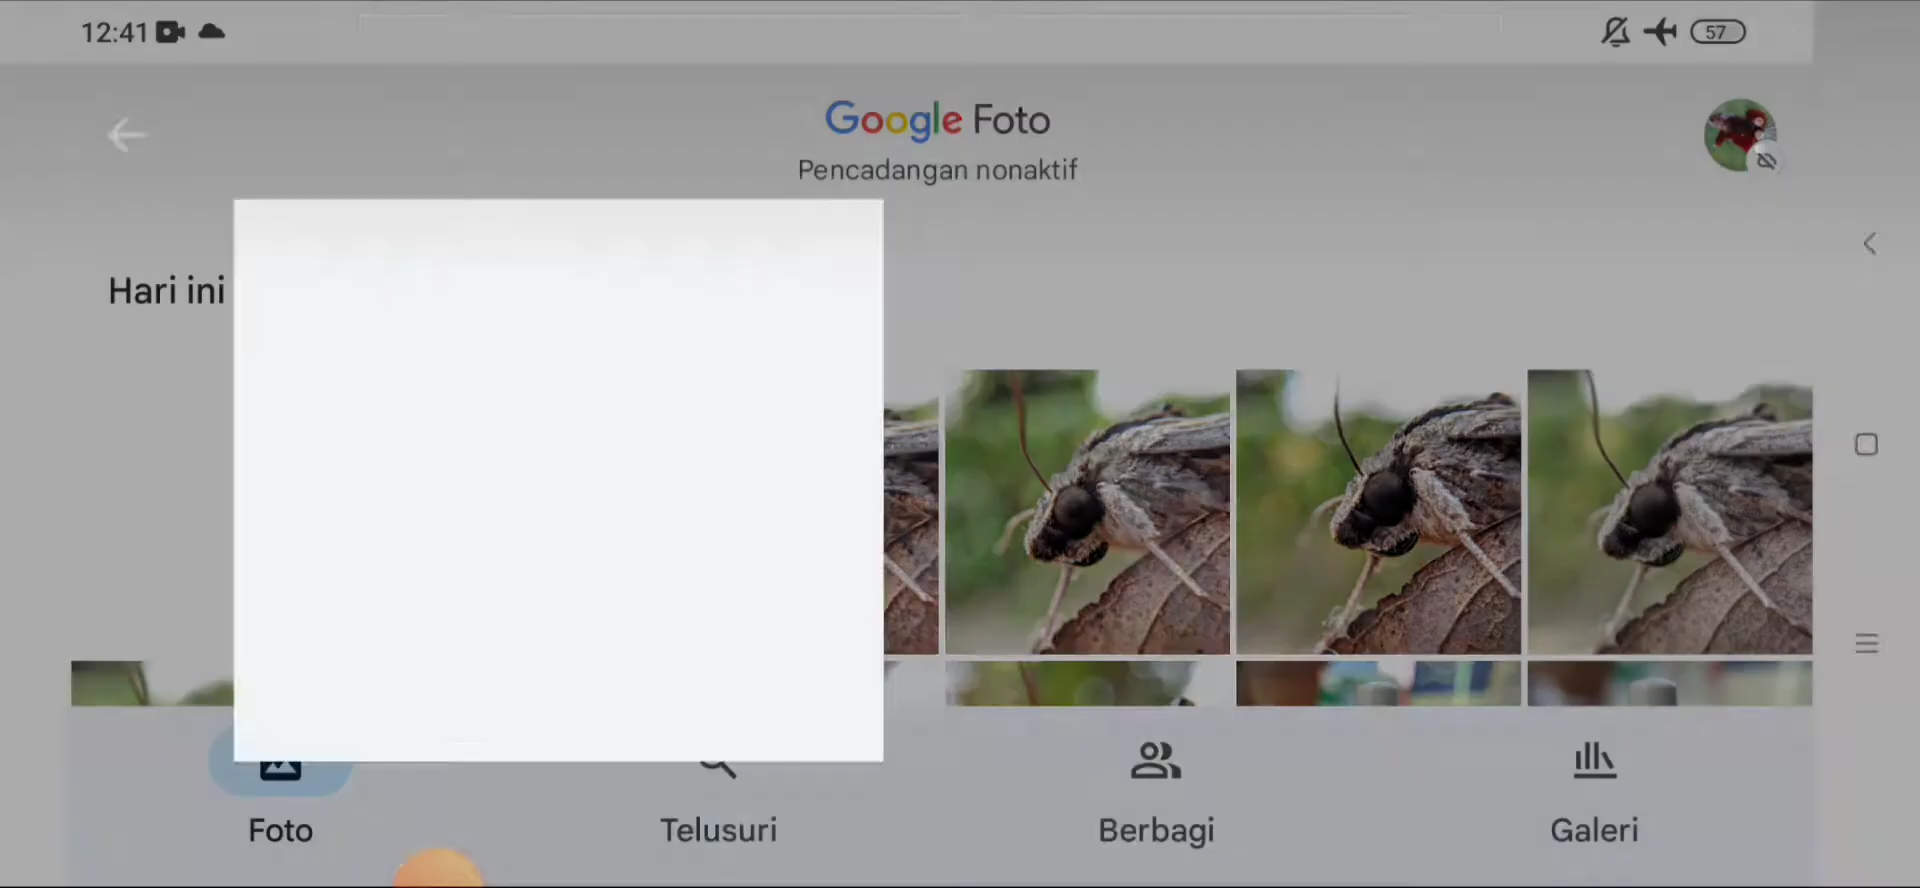 12:41
57
Google Foto
Pencadangan nonaktif
Hari ini
Foto
Telusuri
Berbagi
Galeri